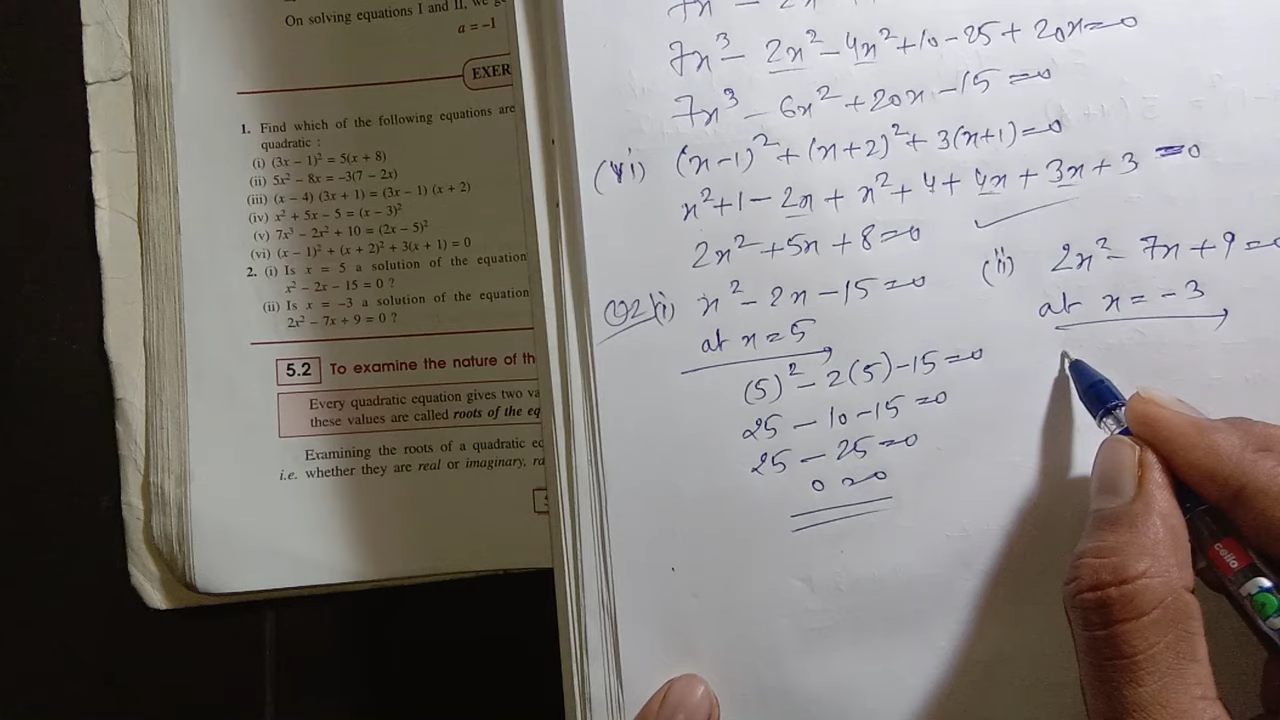 On solving equations I and II, we
a = –1
EXER
1. Find which of the following equations are
quadratic :
(i) (3x – 1)² = 5(x + 8)
(ii) 5x² – 8x = –3(7 – 2x)
(iii) (x – 4) (3x + 1) = (3x – 1) (x + 2)
(iv) x² + 5x – 5 = (x – 3)²
(v) 7x³ – 2x² + 10 = (2x – 5)²
(vi) (x – 1)² + (x + 2)² + 3(x + 1) = 0
2. (i) Is x = 5 a solution of the equation
x² – 2x – 15 = 0 ?
(ii) Is x = –3 a solution of the equation
2x² – 7x + 9 = 0 ?
5.2 To examine the nature of th
Every quadratic equation gives two va
these values are called roots of the eq
Examining the roots of a quadratic eq
i.e. whether they are real or imaginary, ra
7x³ – 2x² – 4x² + 10 – 25 + 20x = 0
7x³ – 6x² + 20x – 15 = 0
(vi) (x – 1)² + (x + 2)² + 3(x + 1) = 0
x² + 1 – 2x + x² + 4 + 4x + 3x + 3 = 0
2x² + 5x + 8 = 0
Q2 (i) x² – 2x – 15 = 0
at x = 5
(5)² – 2(5) – 15 = 0
25 – 10 – 15 = 0
25 – 25 = 0
0 = 0
(ii) 2x² – 7x + 9 = 0
at x = – 3
cello